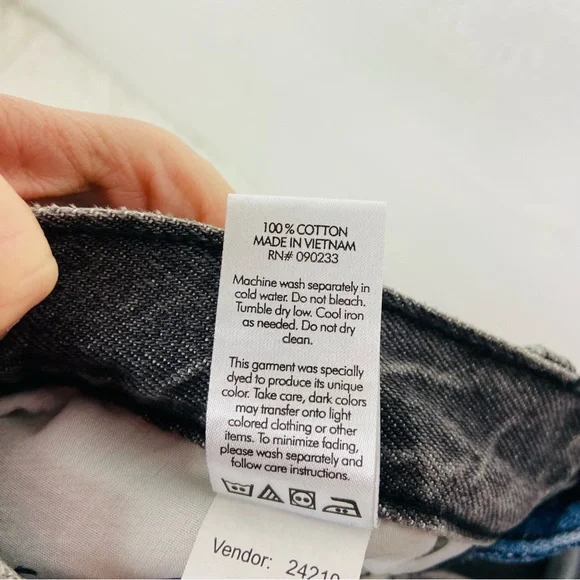 100% COTTON
MADE IN VIETNAM
RN# 090233
Machine wash separately in
cold water. Do not bleach.
Tumble dry low. Cool iron
as needed. Do not dry
clean.
This garment was specially
dyed to produce its unique
color. Take care, dark colors
may transfer onto light
colored clothing or other
items. To minimize fading,
please wash separately and
follow care instructions.
Vendor: 24210